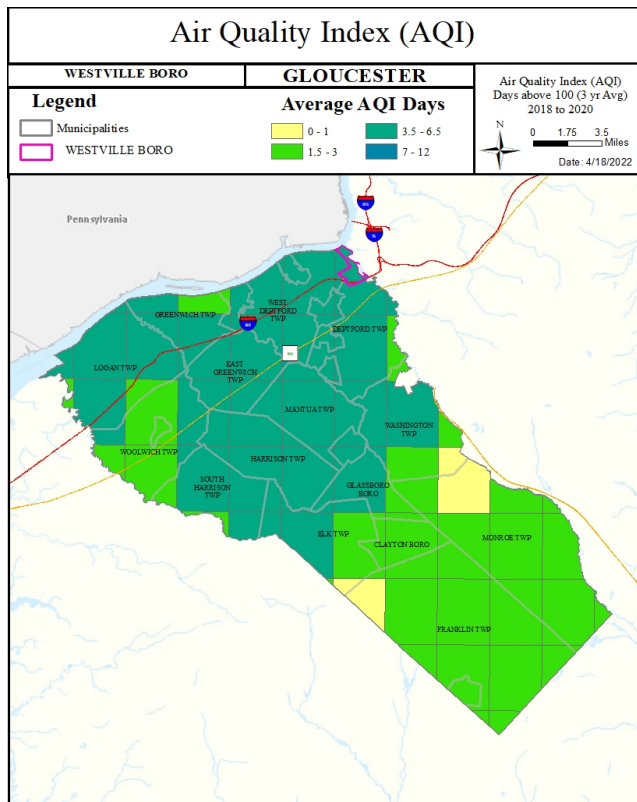 Air Quality Index (AQI)
WESTVILLE BORO
GLOUCESTER
Air Quality Index (AQI)
Days above 100 (3 yr Avg)
2018 to 2020
N
0 1.75 3.5
Miles
Date: 4/18/2022
Legend
Municipalities
WESTVILLE BORO
Average AQI Days
0 - 1
3.5 - 6.5
1.5 - 3
7 - 12
Pennsylvania
GREENWICH TWP
WEST
DEPTFORD
TWP
DEPTFORD TWP
LOGAN TWP
EAST
GREENWICH
TWP
MANTUA TWP
WASHINGTON
TWP
WOOLWICH TWP
HARRISON TWP
SOUTH
HARRISON
TWP
GLASSBORO
BORO
ELK TWP
CLAYTON BORO
MONROE TWP
FRANKLIN TWP